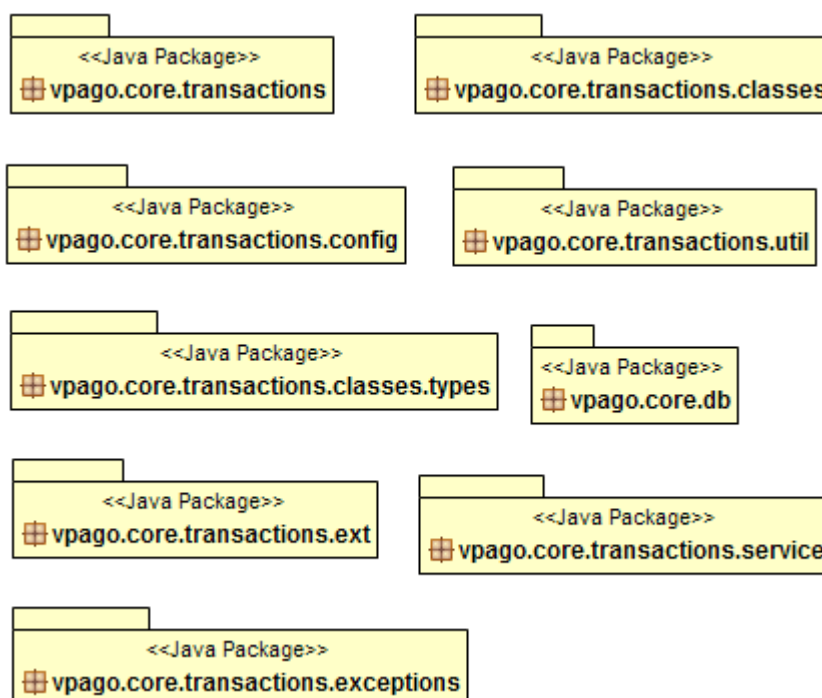 <<Java Package>>
vpago.core.transactions
<<Java Package>>
vpago.core.transactions.classes
<<Java Package>>
vpago.core.transactions.config
<<Java Package>>
vpago.core.transactions.util
<<Java Package>>
vpago.core.transactions.classes.types
<<Java Package>>
vpago.core.db
<<Java Package>>
vpago.core.transactions.ext
<<Java Package>>
vpago.core.transactions.service
<<Java Package>>
vpago.core.transactions.exceptions